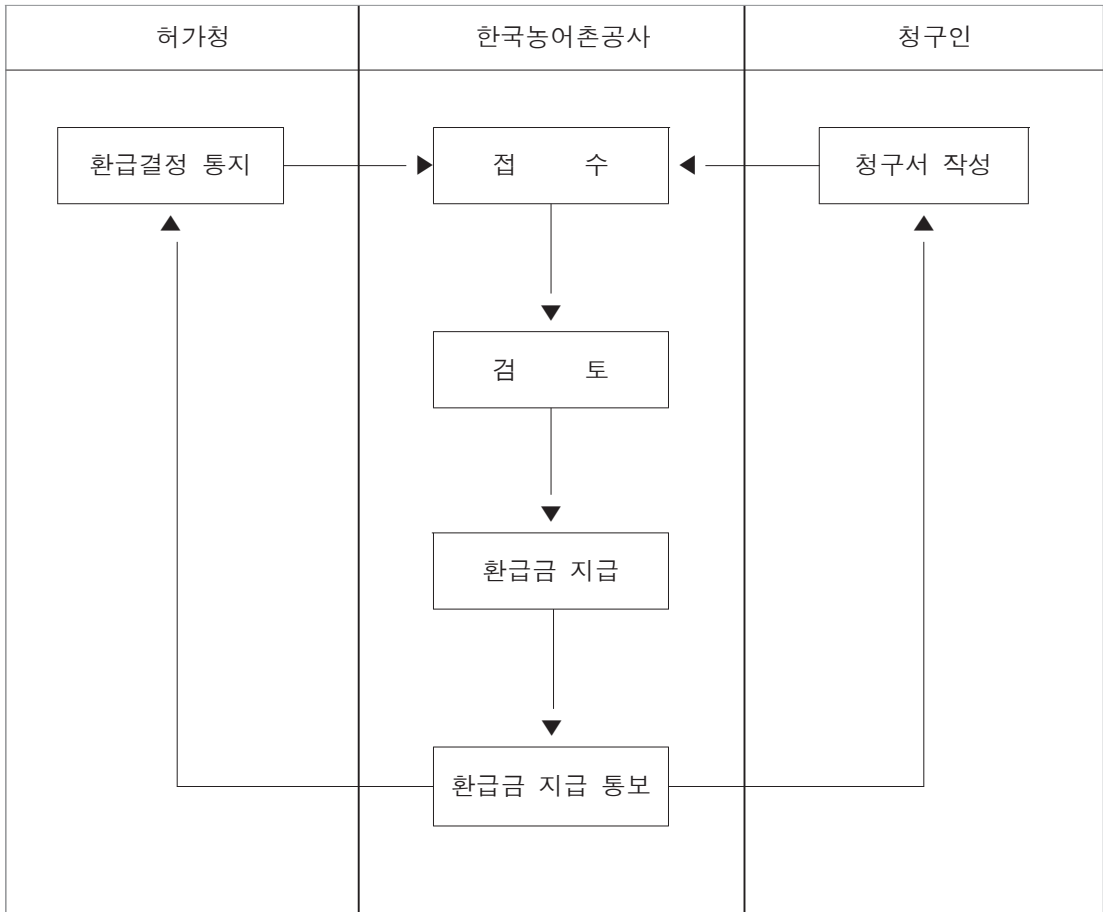 허가청
한국농어촌공사
청구인
환급결정 통지
접 수
청구서 작성
검 토
환급금 지급
환급금 지급 통보